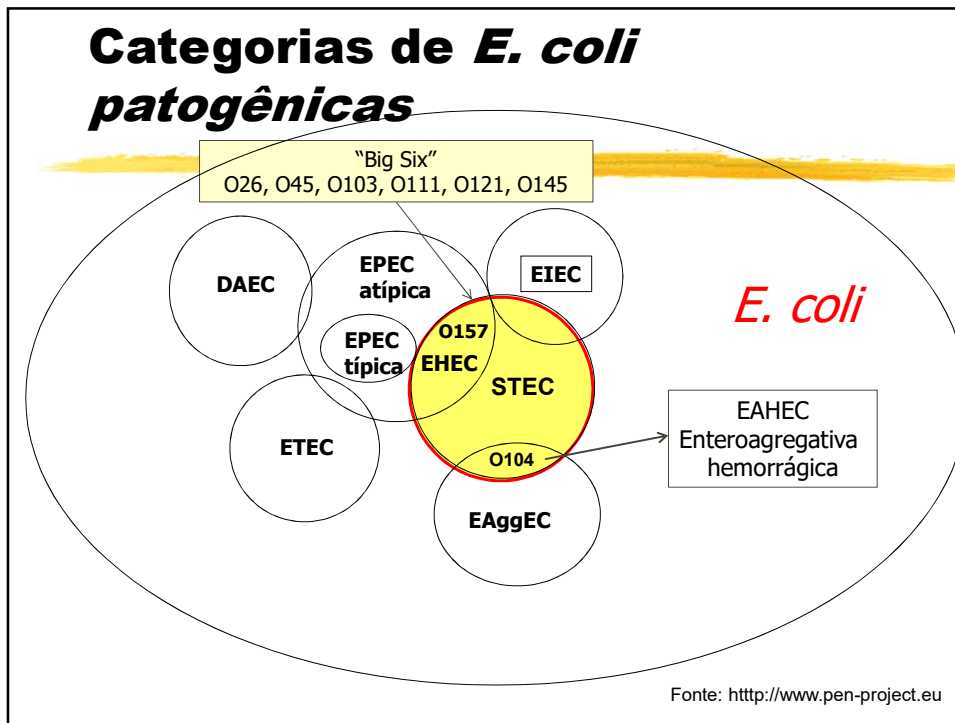 Categorias de E. coli
patogênicas
“Big Six”
O26, O45, O103, O111, O121, O145
DAEC
EPEC
atípica
EIEC
E. coli
O157
EPEC
típica
EHEC
STEC
EAHEC
Enteroagregativa
hemorrágica
ETEC
O104
EAggEC
Fonte: htttp://www.pen-project.eu